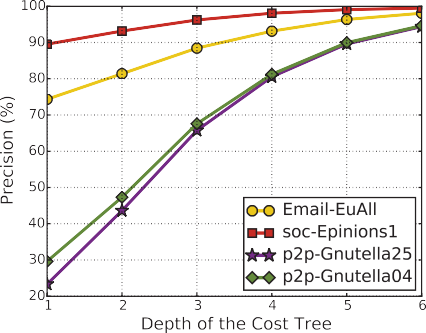 100
90
80
70
60
50
40
30
20
Precision (%)
1 2 3 4 5 6
Depth of the Cost Tree
Email-EuAll
soc-Epinions1
p2p-Gnutella25
p2p-Gnutella04